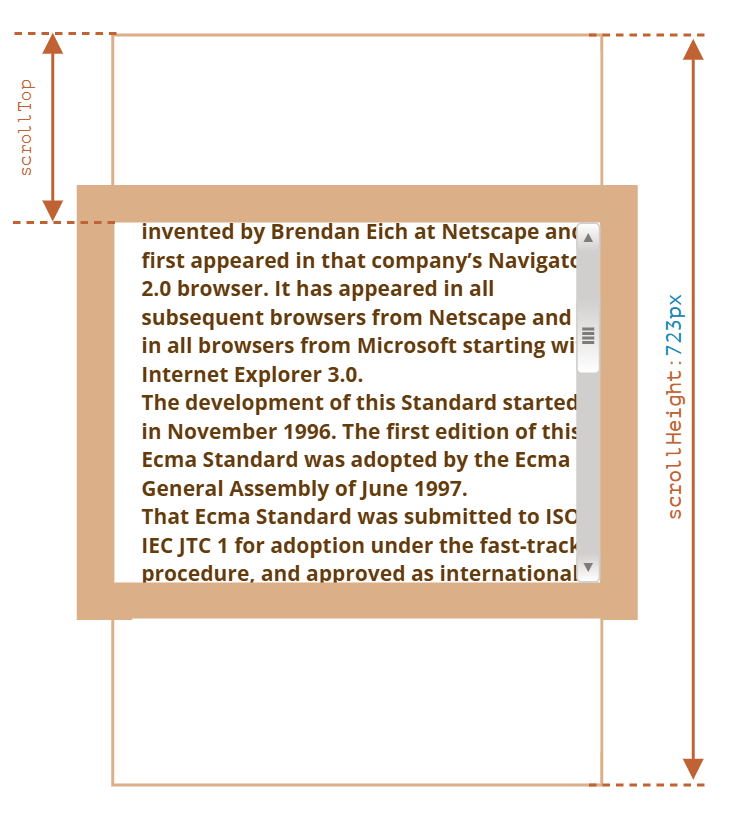 scrollTop
invented by Brendan Eich at Netscape and
first appeared in that company’s Navigato
2.0 browser. It has appeared in all
subsequent browsers from Netscape and
in all browsers from Microsoft starting wi
Internet Explorer 3.0.
The development of this Standard started
in November 1996. The first edition of this
Ecma Standard was adopted by the Ecma
General Assembly of June 1997.
That Ecma Standard was submitted to ISO
IEC JTC 1 for adoption under the fast-track
procedure, and approved as international
scrollHeight:723px